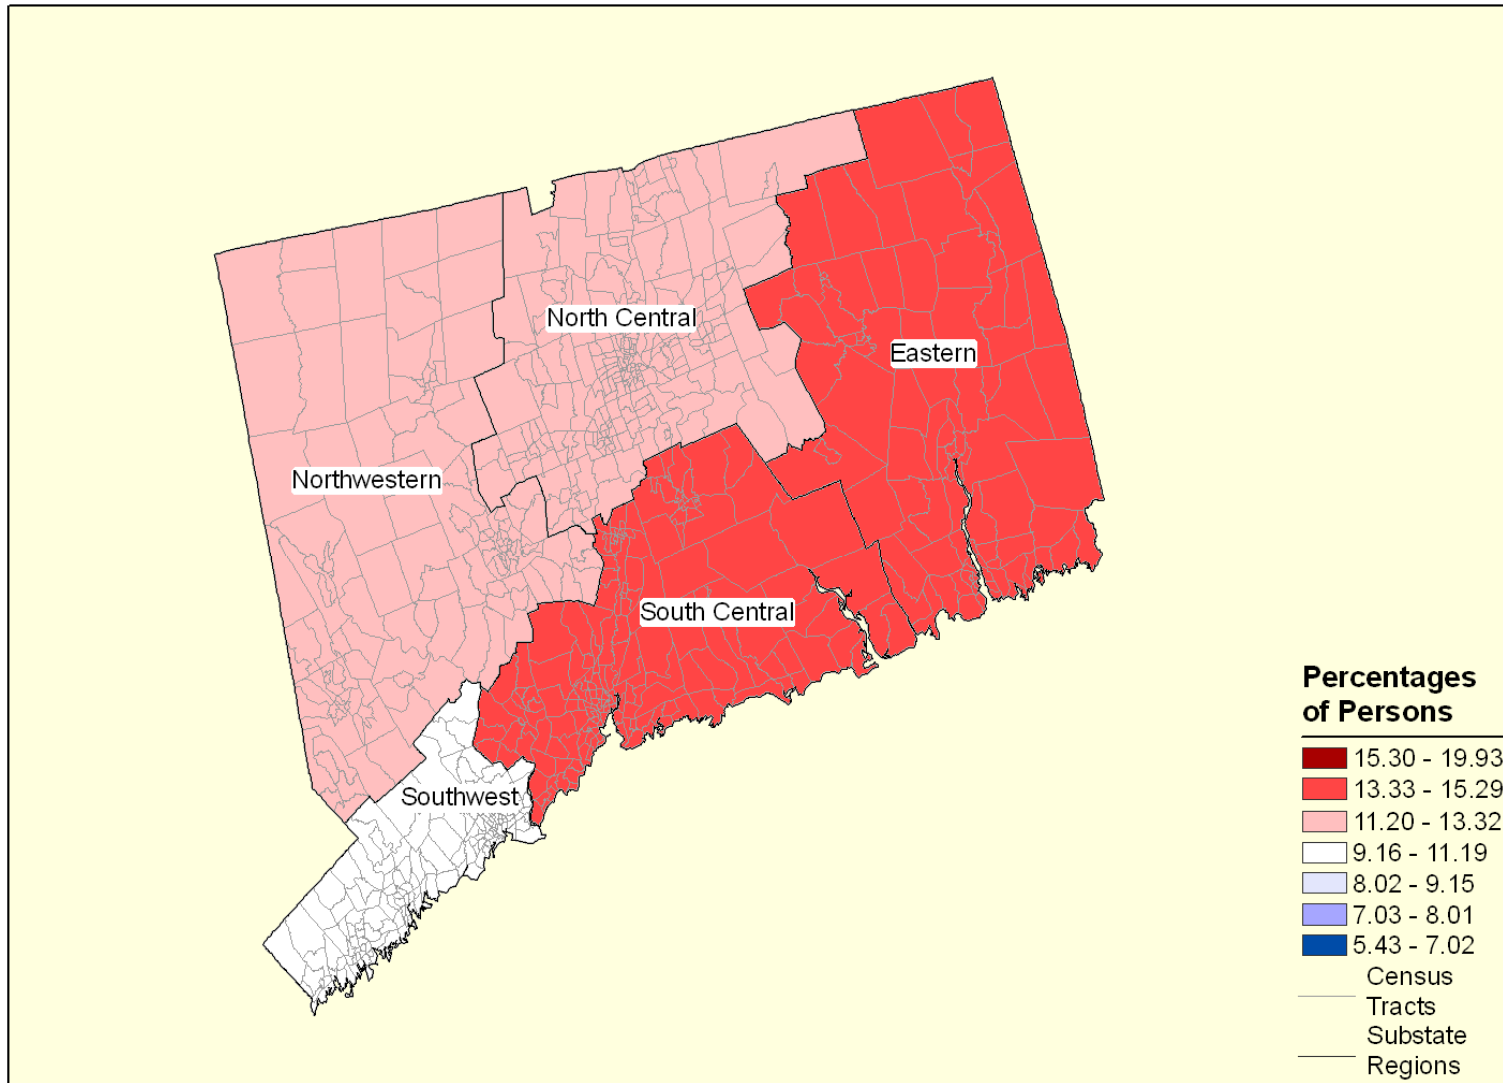 North Central
Eastern
Northwestern
South Central
Southwest
Percentages
of Persons
15.30 - 19.93
13.33 - 15.29
11.20 - 13.32
9.16 - 11.19
8.02 - 9.15
7.03 - 8.01
5.43 - 7.02
Census
Tracts
Substate
Regions